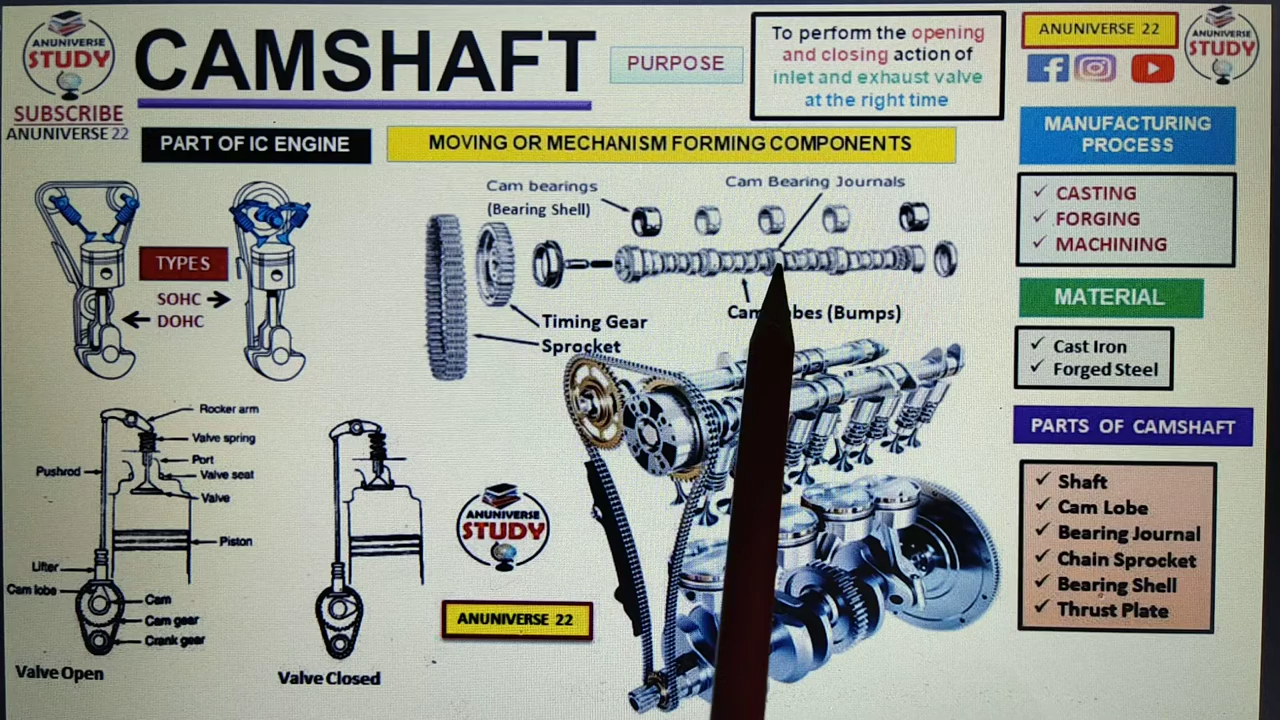 ANUNIVERSE
STUDY
SUBSCRIBE
ANUNIVERSE 22
CAMSHAFT
PURPOSE
To perform the opening
and closing action of
inlet and exhaust valve
at the right time
ANUNIVERSE 22
ANUNIVERSE
STUDY
PART OF IC ENGINE
MOVING OR MECHANISM FORMING COMPONENTS
MANUFACTURING
PROCESS
✓ CASTING
✓ FORGING
✓ MACHINING
TYPES
SOHC
DOHC
Cam bearings
(Bearing Shell)
Cam Bearing Journals
Timing Gear
Sprocket
(Bumps)
MATERIAL
✓ Cast Iron
✓ Forged Steel
PARTS OF CAMSHAFT
✓ Shaft
✓ Cam Lobe
✓ Bearing Journal
✓ Chain Sprocket
✓ Bearing Shell
✓ Thrust Plate
Rocker arm
Valve spring
Port
Valve seat
Valve
Pushrod
Piston
Lifter
Cam lobe
Cam
Cam gear
Crank gear
Valve Open
Valve Closed
ANUNIVERSE
STUDY
ANUNIVERSE 22